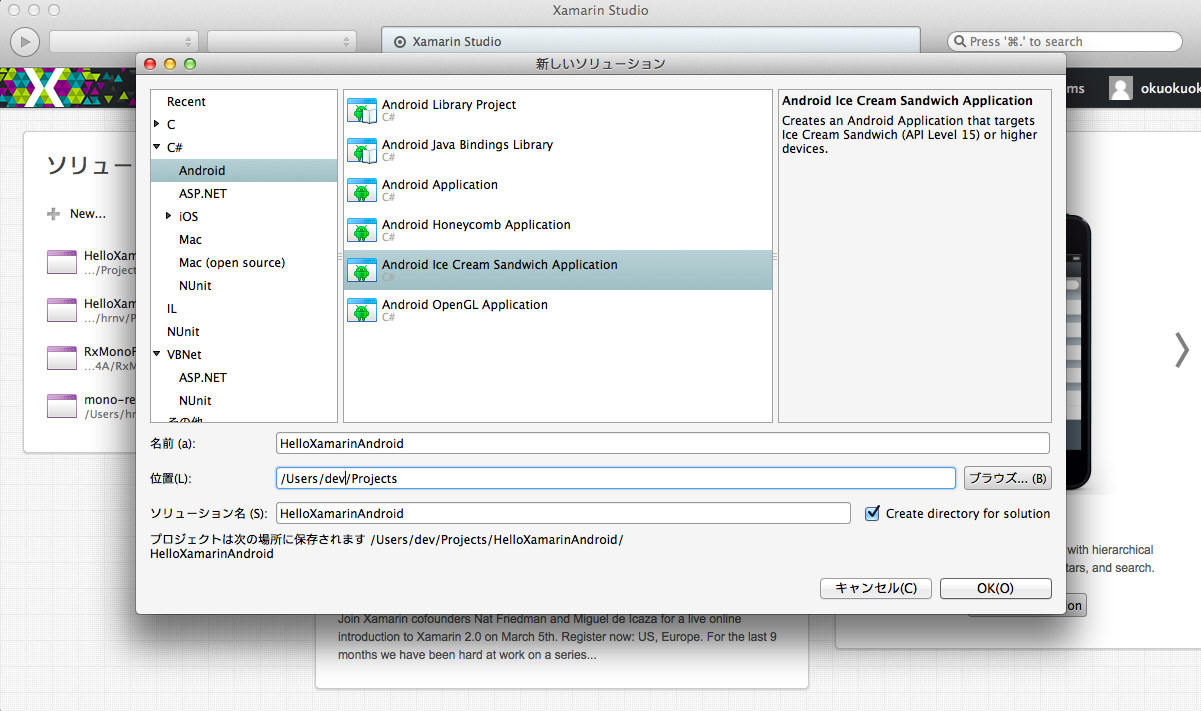 Xamarin Studio
Xamarin Studio
Press '⌘.' to search
ms
okuokuok
ソリュー
New...
HelloXam
.../Project
HelloXam
.../hrnv/P
RxMonoF
...4A/RxM
mono-re
/Users/hr
新しいソリューション
Recent
C
C#
Android
ASP.NET
iOS
Mac
Mac (open source)
NUnit
IL
NUnit
VBNet
ASP.NET
NUnit
その他
Android Library Project
C#
Android Java Bindings Library
C#
Android Application
C#
Android Honeycomb Application
C#
Android Ice Cream Sandwich Application
C#
Android OpenGL Application
C#
Android Ice Cream Sandwich Application
Creates an Android Application that targets
Ice Cream Sandwich (API Level 15) or higher
devices.
名前 (a):
HelloXamarinAndroid
位置(L):
/Users/dev/Projects
ブラウズ... (B)
ソリューション名 (S):
HelloXamarinAndroid
Create directory for solution
プロジェクトは次の場所に保存されます /Users/dev/Projects/HelloXamarinAndroid/
HelloXamarinAndroid
キャンセル(C)
OK(O)
with hierarchical
tars, and search.
on
Join Xamarin cofounders Nat Friedman and Miguel de Icaza for a live online
introduction to Xamarin 2.0 on March 5th. Register now: US, Europe. For the last 9
months we have been hard at work on a series...